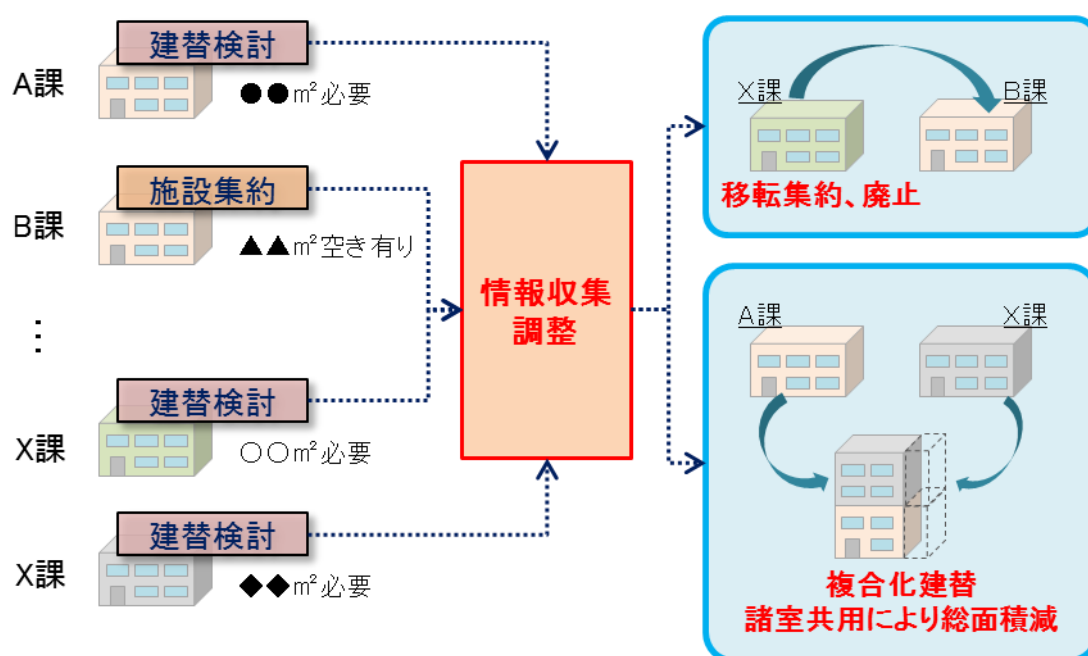 A課
建替検討
●●㎡必要
B課
施設集約
▲▲㎡空き有り
⋮
X課
建替検討
○○㎡必要
X課
建替検討
◆◆㎡必要
情報収集
調整
X課
B課
移転集約、廃止
A課
X課
複合化建替
諸室共用により総面積減